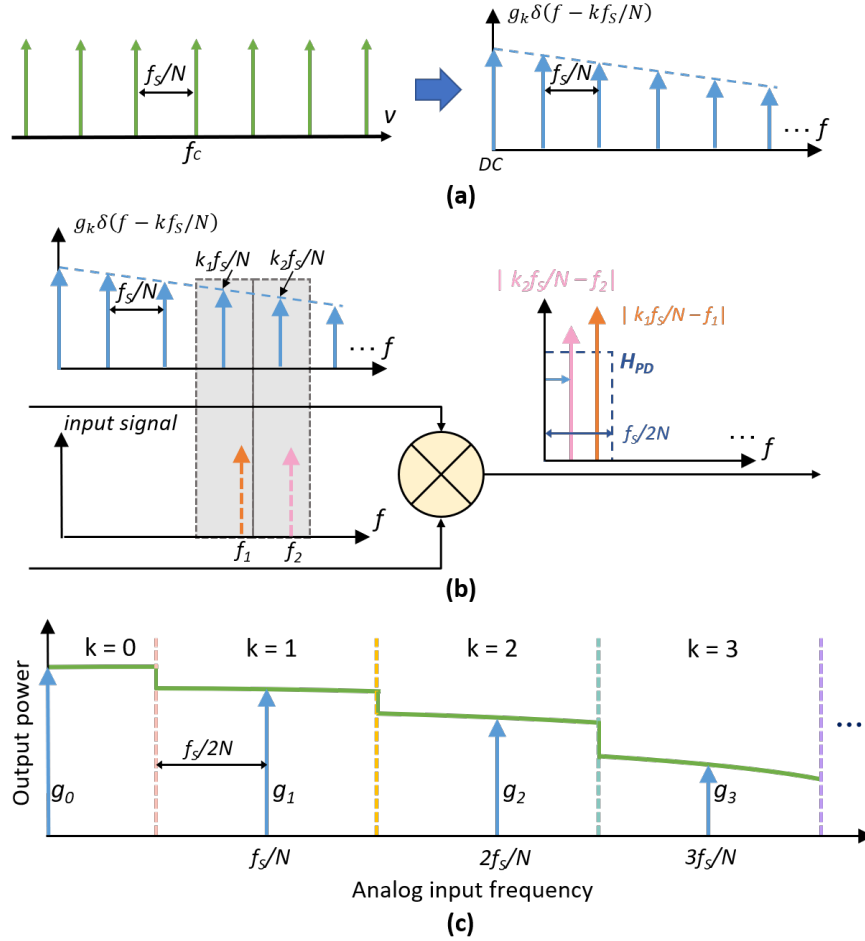 g_kδ(f − kf_S/N)
f_S/N
f_S/N
f_C
ν
DC
··· f
(a)
g_kδ(f − kf_S/N)
k_1f_S/N
k_2f_S/N
f_S/N
··· f
| k_2f_S/N – f_2|
| k_1f_S/N – f_1|
H_PD
f_S/2N
··· f
input signal
f
f_1
f_2
(b)
k = 0
k = 1
k = 2
k = 3
Output power
f_S/2N
g_0
g_1
g_2
g_3
···
f_S/N
2f_S/N
3f_S/N
Analog input frequency
(c)